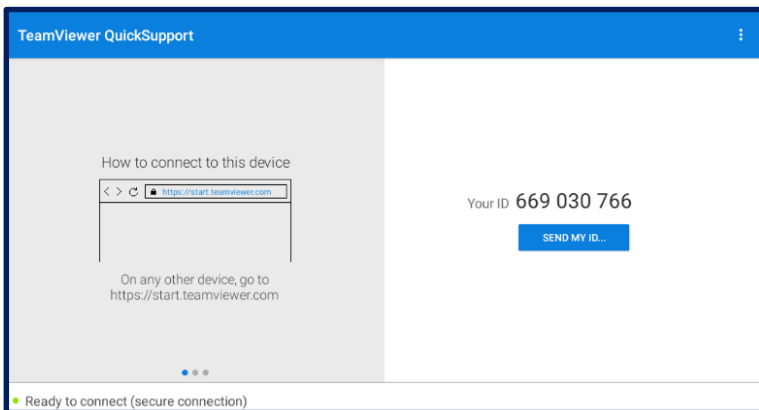 TeamViewer QuickSupport
How to connect to this device
https://start.teamviewer.com
On any other device, go to
https://start.teamviewer.com
Your ID 669 030 766
SEND MY ID...
Ready to connect (secure connection)